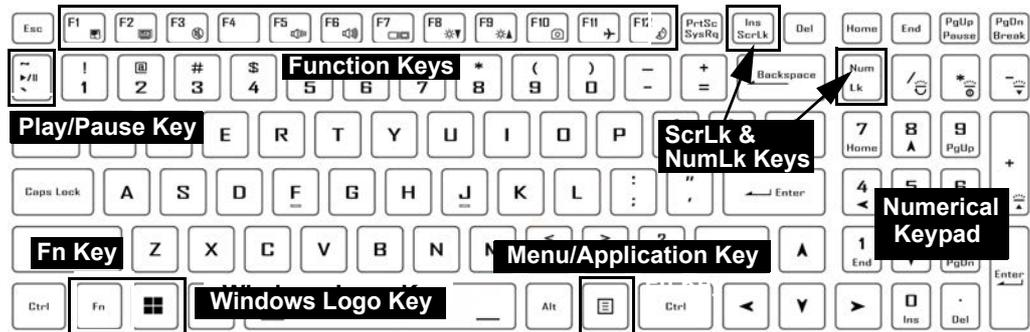 Esc F1 F2 F3 F4 F5 F6 F7 F8 F9 F10 F11 F12 PrtSc SysRq Ins ScrLk Del Home End PgUp Pause PgDn Break
~ ` ! 1 @ 2 # 3 $ 4 5 6 7 * 8 ( 9 ) 0 _ - + = Backspace Num Lk / * -
Function Keys
Play/Pause Key
E R T Y U I O P
ScrLk &
NumLk Keys
7 Home 8 9 PgUp +
Caps Lock A S D F G H J K L : ; " ' Enter 4
Numerical
Keypad
Fn Key
Z X C V B N
Menu/Application Key
1 End PgDn Enter
Ctrl Fn
Windows Logo Key
Alt Ctrl 0 Ins . Del